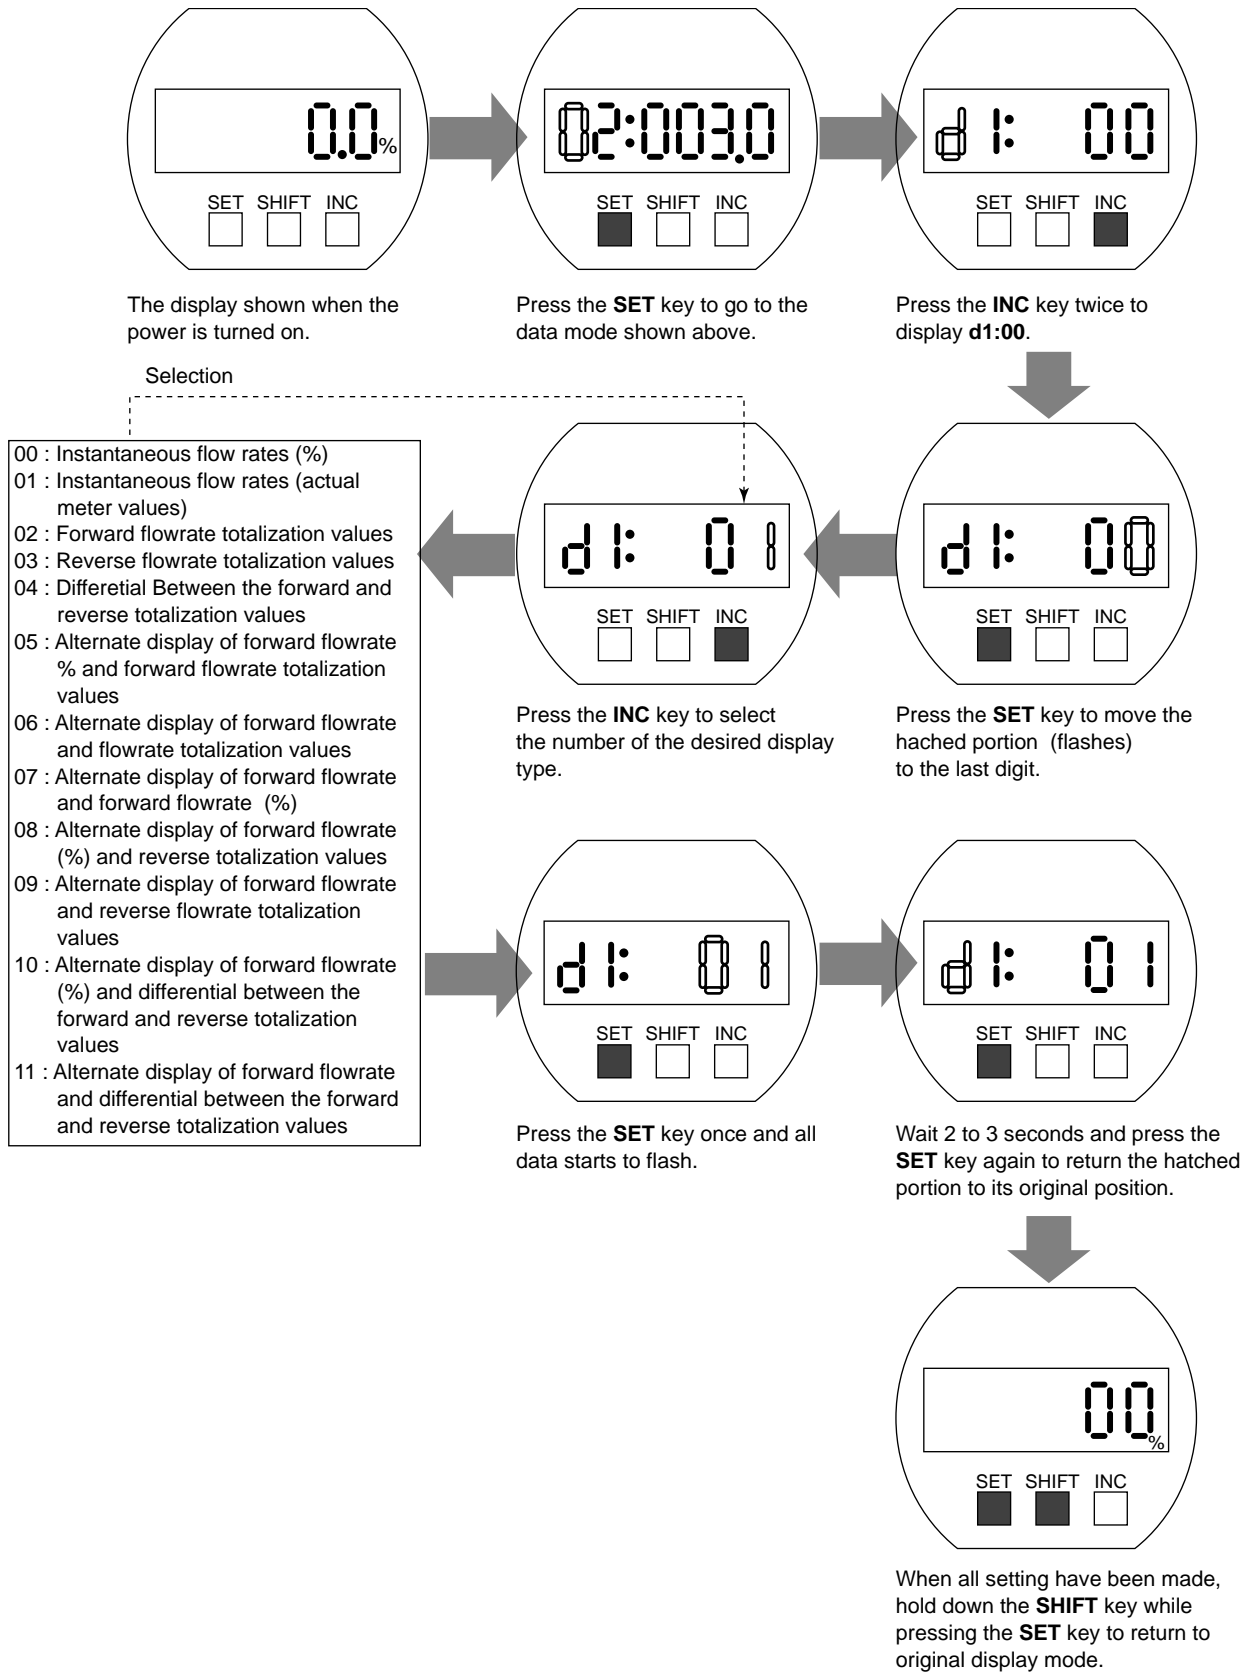 0.0%
SET SHIFT INC
The display shown when the
power is turned on.
02:003.0
SET SHIFT INC
Press the SET key to go to the
data mode shown above.
d1: 00
SET SHIFT INC
Press the INC key twice to
display d1:00.
Selection
d1: 00
SET SHIFT INC
Press the SET key to move the
hached portion (flashes)
to the last digit.
d1: 01
SET SHIFT INC
Press the INC key to select
the number of the desired display
type.
00 : Instantaneous flow rates (%)
01 : Instantaneous flow rates (actual
meter values)
02 : Forward flowrate totalization values
03 : Reverse flowrate totalization values
04 : Differetial Between the forward and
reverse totalization values
05 : Alternate display of forward flowrate
% and forward flowrate totalization
values
06 : Alternate display of forward flowrate
and flowrate totalization values
07 : Alternate display of forward flowrate
and forward flowrate (%)
08 : Alternate display of forward flowrate
(%) and reverse totalization values
09 : Alternate display of forward flowrate
and reverse flowrate totalization
values
10 : Alternate display of forward flowrate
(%) and differential between the
forward and reverse totalization
values
11 : Alternate display of forward flowrate
and differential between the forward
and reverse totalization values
d1: 01
SET SHIFT INC
Press the SET key once and all
data starts to flash.
d1: 01
SET SHIFT INC
Wait 2 to 3 seconds and press the
SET key again to return the hatched
portion to its original position.
00%
SET SHIFT INC
When all setting have been made,
hold down the SHIFT key while
pressing the SET key to return to
original display mode.